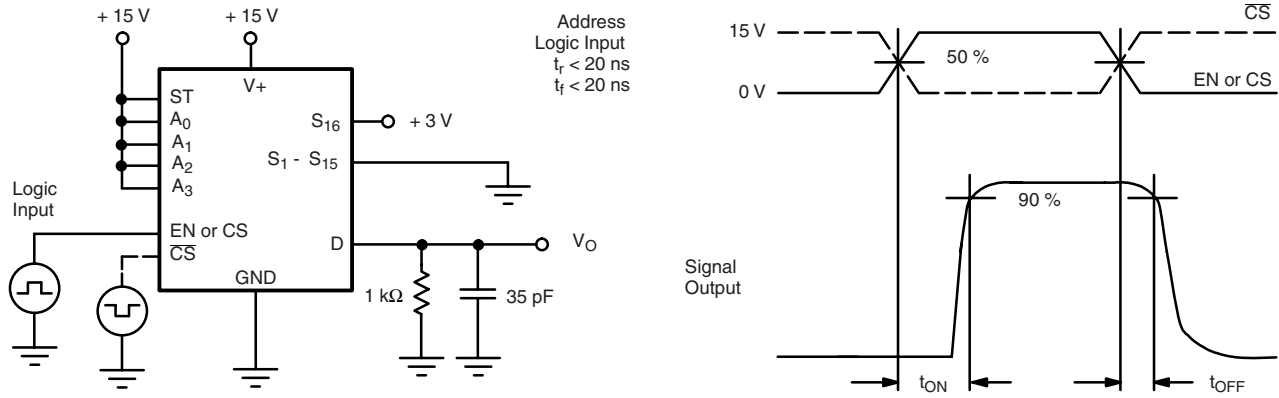 + 15 V
+ 15 V
V+
ST
A0
A1
A2
A3
EN or CS
C̅S̅
GND
S16
+ 3 V
S1 - S15
D
VO
1 kΩ
35 pF
Logic
Input
Address
Logic Input
tr < 20 ns
tf < 20 ns
15 V
0 V
50 %
C̅S̅
EN or CS
90 %
Signal
Output
tON
tOFF